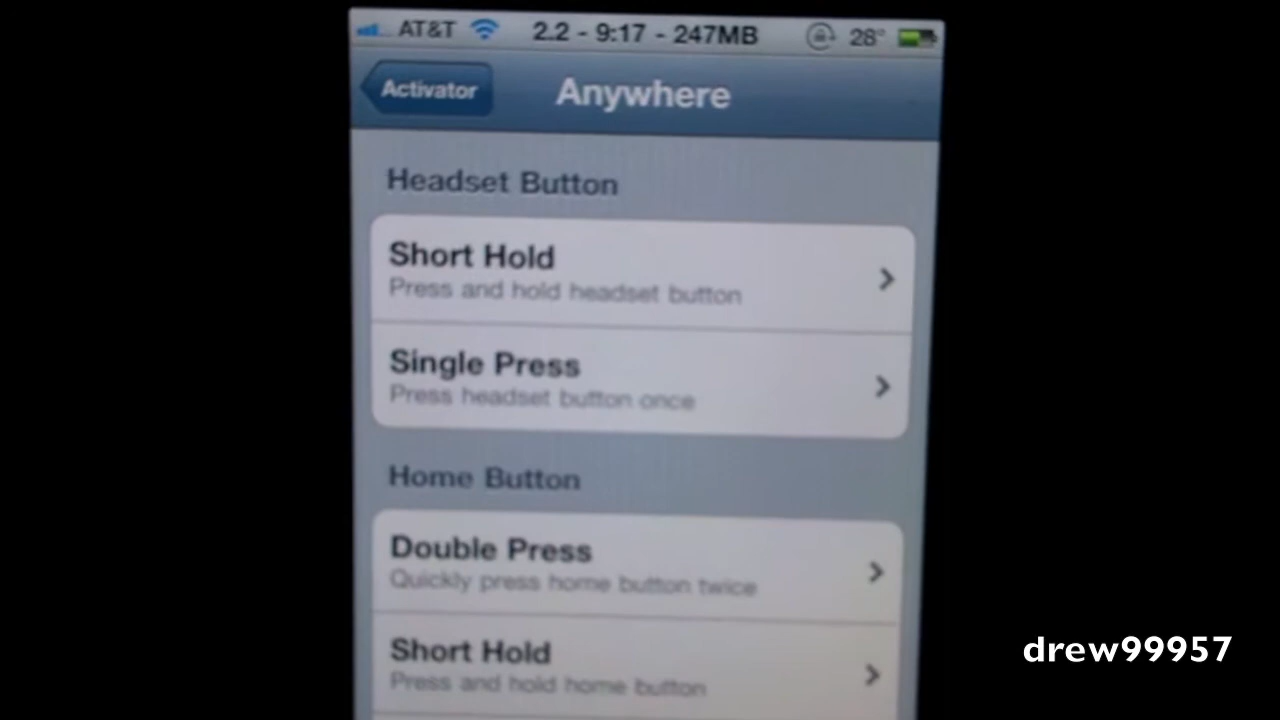 AT&T 2.2 - 9:17 - 247MB 28°
Activator Anywhere
Headset Button
Short Hold
Press and hold headset button
Single Press
Press headset button once
Home Button
Double Press
Quickly press home button twice
Short Hold
Press and hold home button
drew99957